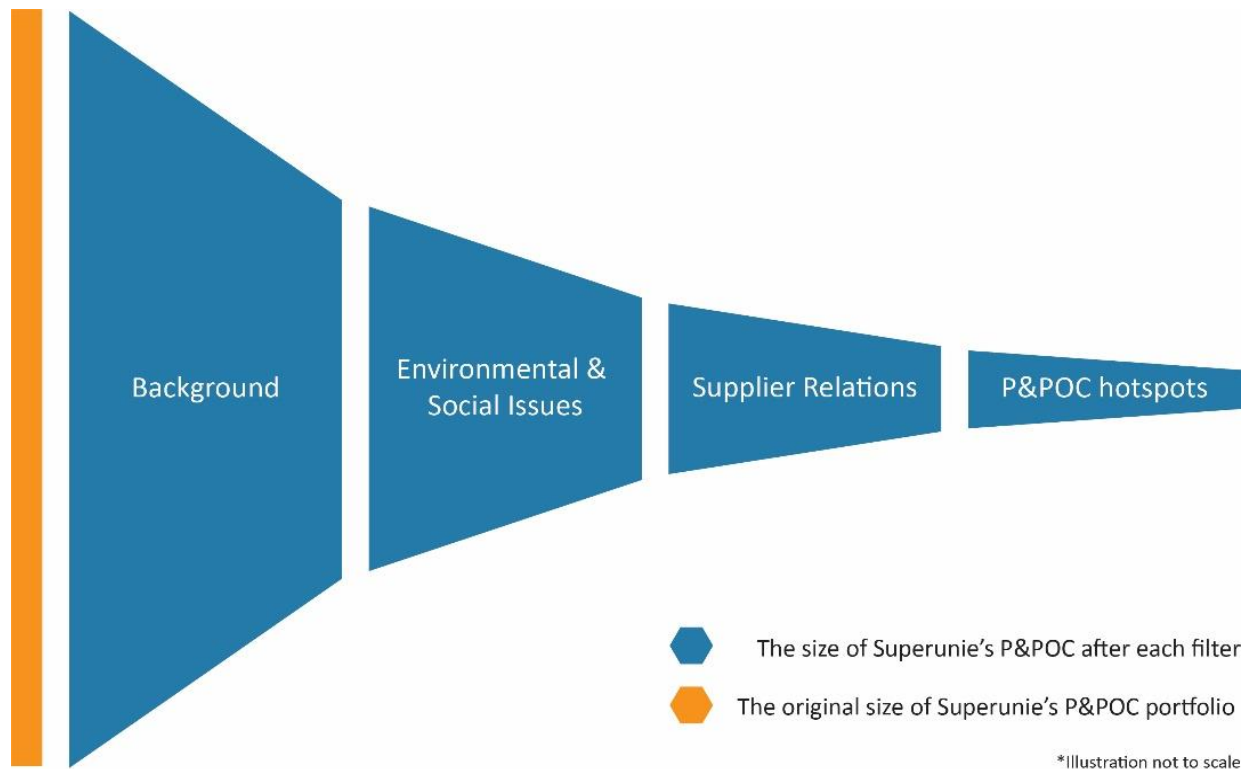 Background
Environmental &
Social Issues
Supplier Relations
P&POC hotspots
The size of Superunie’s P&POC after each filter
The original size of Superunie’s P&POC portfolio
*Illustration not to scale